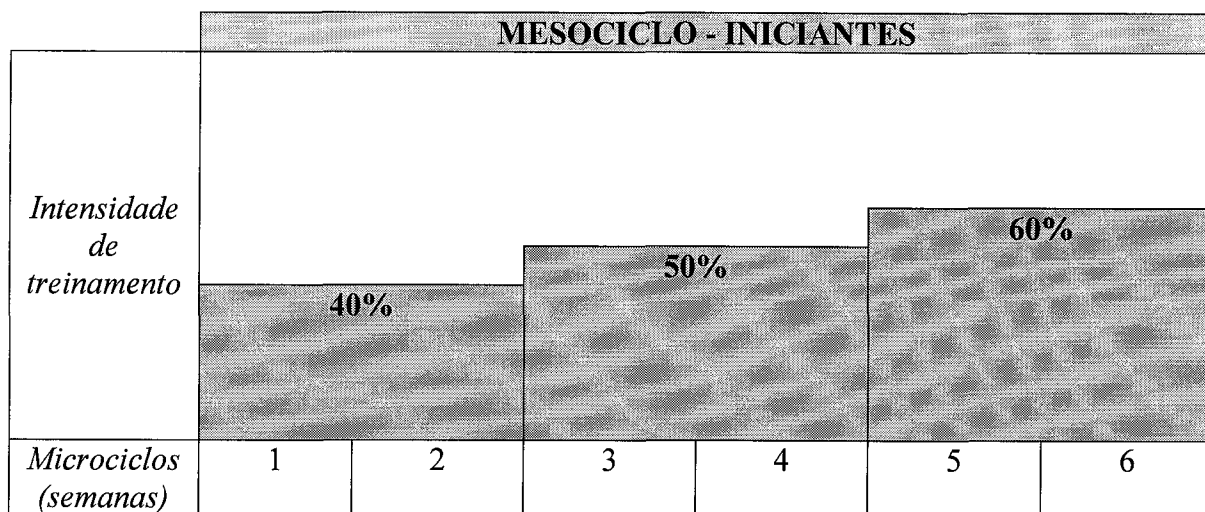 MESOCICLO - INICIANTES
Intensidade
de
treinamento
40%
50%
60%
Microciclos
(semanas)
1
2
3
4
5
6